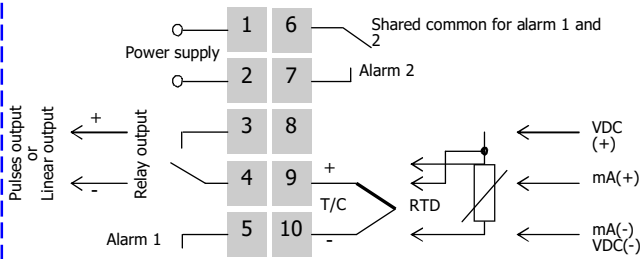 1 6 Shared common for alarm 1 and
2
Power supply
2 7 Alarm 2
3 8
Pulses output
or
Linear output
+
-
Relay output
4 9
+
T/C
-
RTD
5 10
Alarm 1
VDC
(+)
mA(+)
mA(-)
VDC(-)